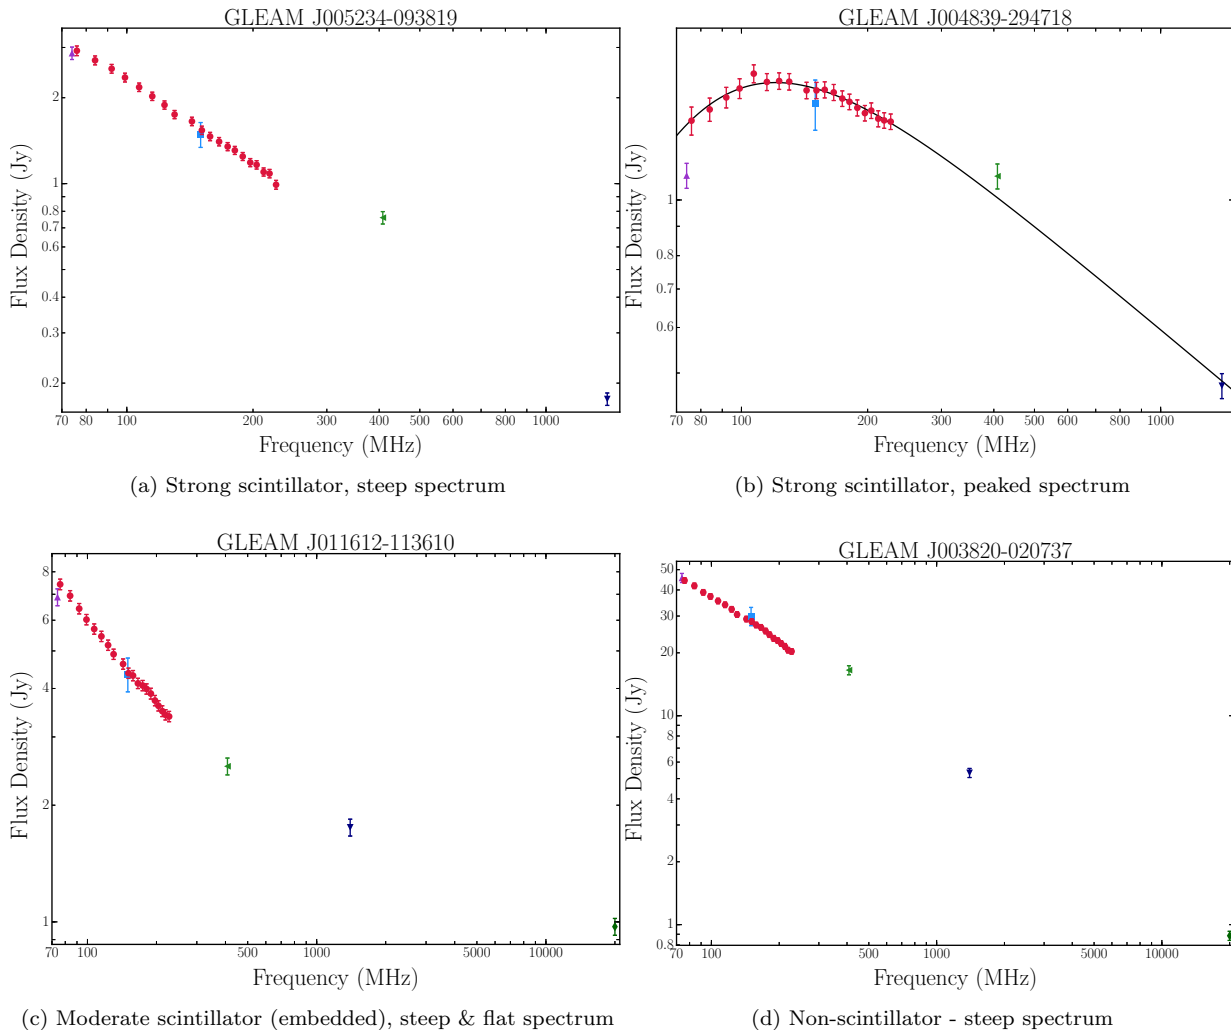 GLEAM J005234-093819
Flux Density (Jy)
2
1
0.8
0.7
0.6
0.4
0.3
0.2
70 80 100 200 300 400 500 600 1000
Frequency (MHz)
(a) Strong scintillator, steep spectrum
GLEAM J004839-294718
Flux Density (Jy)
1
0.8
0.7
0.6
70 80 100 200 300 400 500 600 1000
Frequency (MHz)
(b) Strong scintillator, peaked spectrum
GLEAM J011612-113610
Flux Density (Jy)
8
6
4
2
1
70 100 500 1000 5000 10000
Frequency (MHz)
(c) Moderate scintillator (embedded), steep & flat spectrum
GLEAM J003820-020737
Flux Density (Jy)
50
40
30
20
10
8
6
4
2
1
0.8
70 100 500 1000 5000 10000
Frequency (MHz)
(d) Non-scintillator - steep spectrum